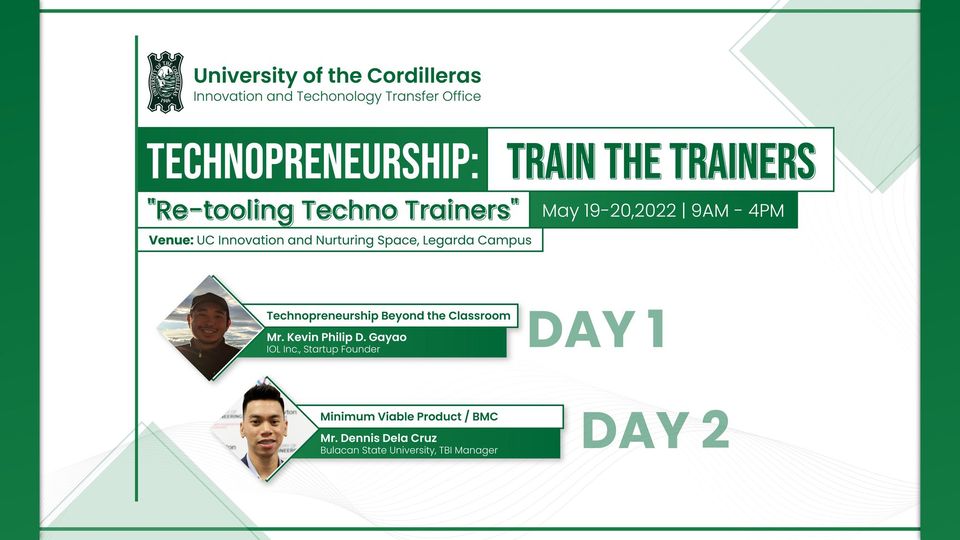 University of the Cordilleras
Innovation and Techonology Transfer Office
TECHNOPRENEURSHIP: TRAIN THE TRAINERS
"Re-tooling Techno Trainers" May 19-20,2022 | 9AM - 4PM
Venue: UC Innovation and Nurturing Space, Legarda Campus
Technopreneurship Beyond the Classroom
Mr. Kevin Philip D. Gayao
IOL Inc., Startup Founder
DAY 1
Minimum Viable Product / BMC
Mr. Dennis Dela Cruz
Bulacan State University, TBI Manager
DAY 2